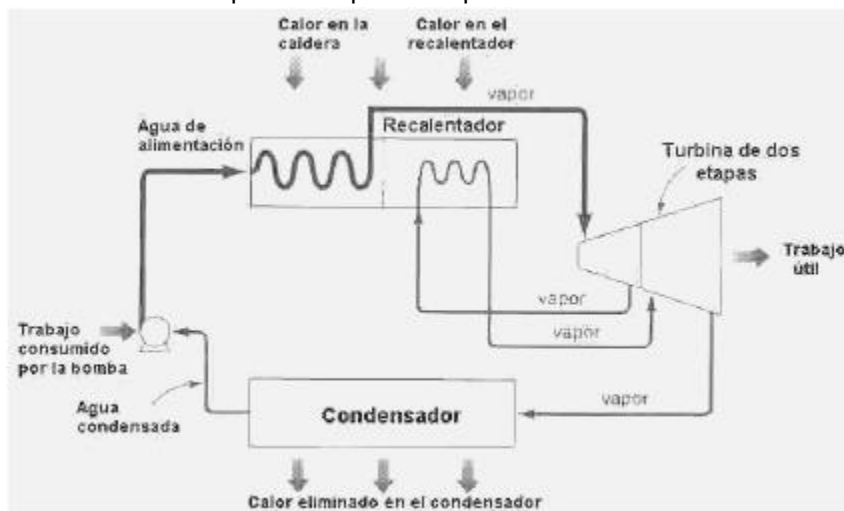 Calor en la
caldera
Calor en el
recalentador
vapor
Agua de
alimentación
Recalentador
Turbina de dos
etapas
Trabajo
útil
vapor
vapor
Trabajo
consumido
por la bomba
vapor
Condensador
Agua
condensada
Calor eliminado en el condensador